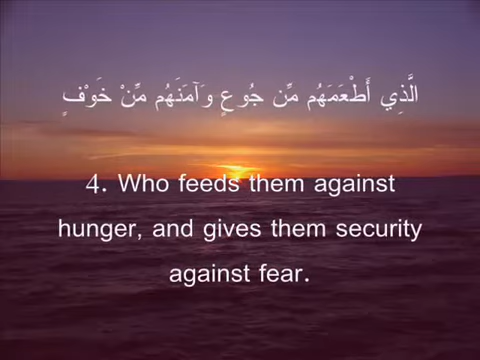 الَّذِي أَطْعَمَهُم مِّن جُوعٍ وَآمَنَهُم مِّنْ خَوْفٍ
4. Who feeds them against
hunger, and gives them security
against fear.